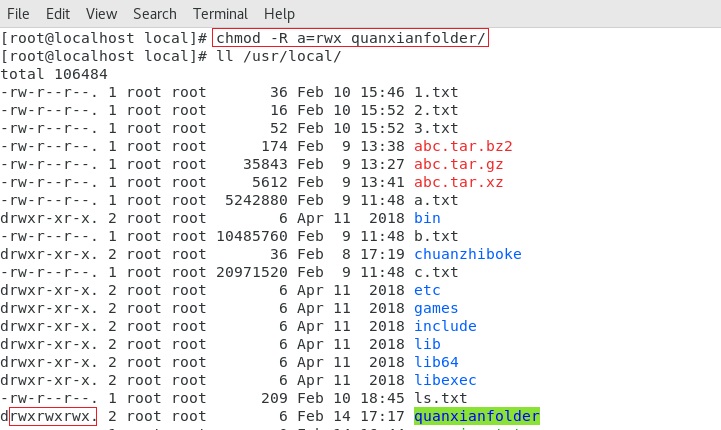 File Edit View Search Terminal Help
[root@localhost local]# chmod -R a=rwx quanxianfolder/
[root@localhost local]# ll /usr/local/
total 106484
-rw-r--r--. 1 root root       36 Feb 10 15:46 1.txt
-rw-r--r--. 1 root root       16 Feb 10 15:52 2.txt
-rw-r--r--. 1 root root       52 Feb 10 15:52 3.txt
-rw-r--r--. 1 root root      174 Feb  9 13:38 abc.tar.bz2
-rw-r--r--. 1 root root    35843 Feb  9 13:27 abc.tar.gz
-rw-r--r--. 1 root root     5612 Feb  9 13:41 abc.tar.xz
-rw-r--r--. 1 root root  5242880 Feb  9 11:48 a.txt
drwxr-xr-x. 2 root root        6 Apr 11  2018 bin
-rw-r--r--. 1 root root 10485760 Feb  9 11:48 b.txt
drwxr-xr-x. 2 root root       36 Feb  8 17:19 chuanzhiboke
-rw-r--r--. 1 root root 20971520 Feb  9 11:48 c.txt
drwxr-xr-x. 2 root root        6 Apr 11  2018 etc
drwxr-xr-x. 2 root root        6 Apr 11  2018 games
drwxr-xr-x. 2 root root        6 Apr 11  2018 include
drwxr-xr-x. 2 root root        6 Apr 11  2018 lib
drwxr-xr-x. 2 root root        6 Apr 11  2018 lib64
drwxr-xr-x. 2 root root        6 Apr 11  2018 libexec
-rw-r--r--. 1 root root      209 Feb 10 18:45 ls.txt
drwxrwxrwx. 2 root root        6 Feb 14 17:17 quanxianfolder